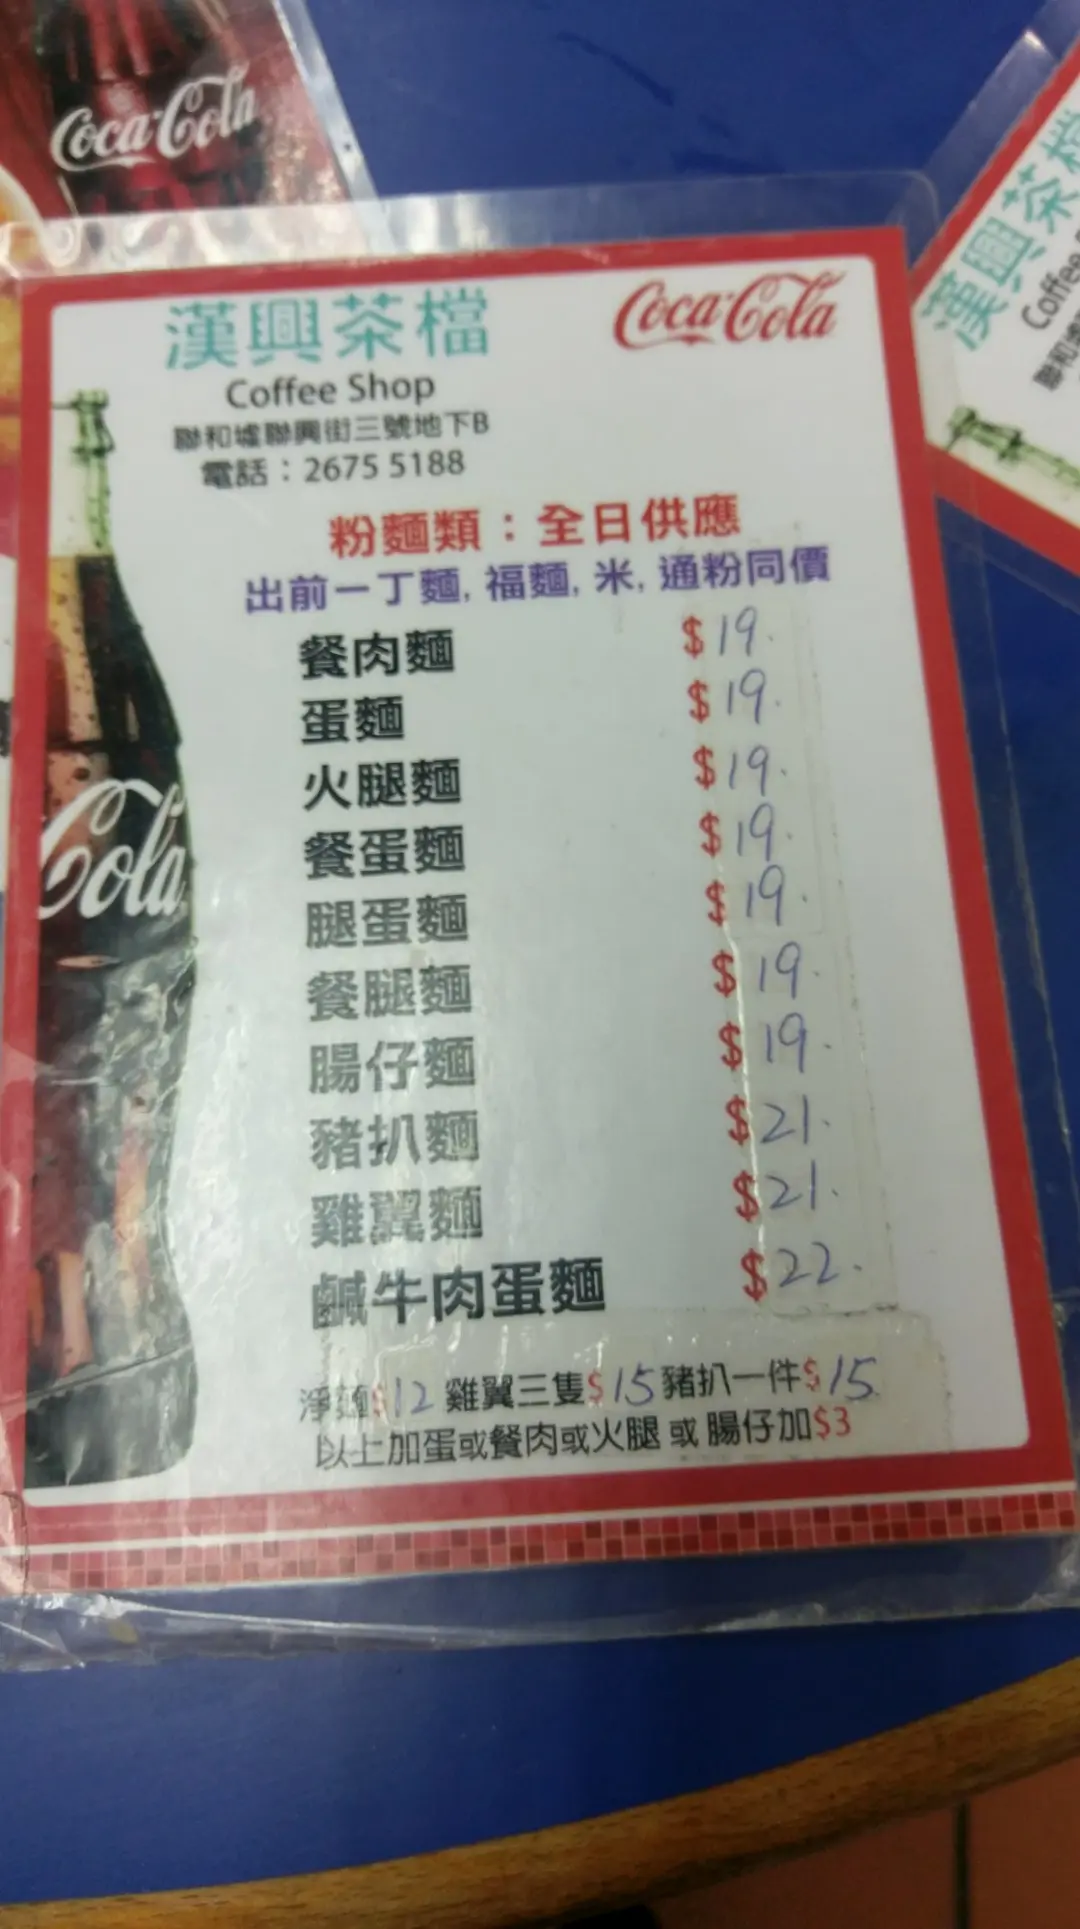 Coca-Cola
漢興茶檔
Coca-Cola
Coffee Shop
聯和墟聯興街三號地下B
電話：2675 5188
粉麵類：全日供應
出前一丁麵, 福麵, 米, 通粉同價
餐肉麵 $19.
蛋麵 $19.
火腿麵 $19.
餐蛋麵 $19.
腿蛋麵 $19.
餐腿麵 $19.
腸仔麵 $19.
豬扒麵 $21.
雞翼麵 $21.
鹹牛肉蛋麵 $22.
淨麵$12 雞翼三隻$15 豬扒一件$15
以上加蛋或餐肉或火腿 或 腸仔加$3
Cola
漢興茶檔
Coffee
聯和